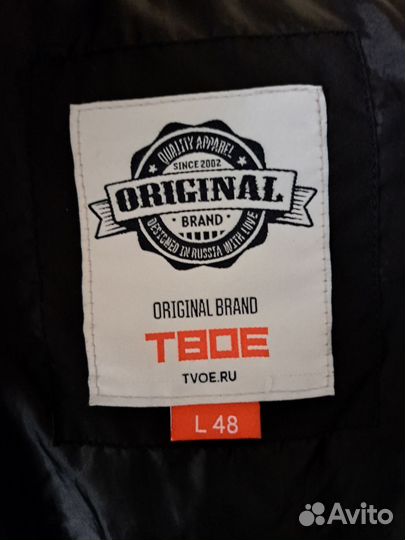 QUALITY APPAREL
SINCE 2002
ORIGINAL
BRAND
DESIGNED IN RUSSIA WITH LOVE
ORIGINAL BRAND
ТВОЕ
TVOE.RU
L 48
Avito